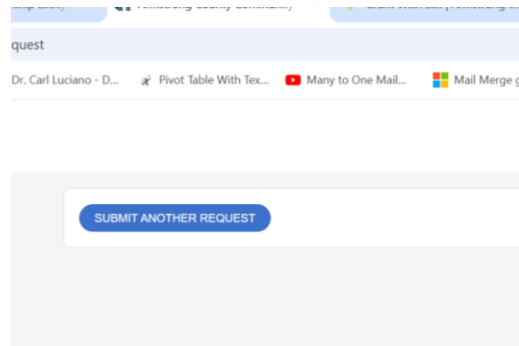 quest
Dr. Carl Luciano - D... Pivot Table With Tex... Many to One Mail... Mail Merge g
SUBMIT ANOTHER REQUEST